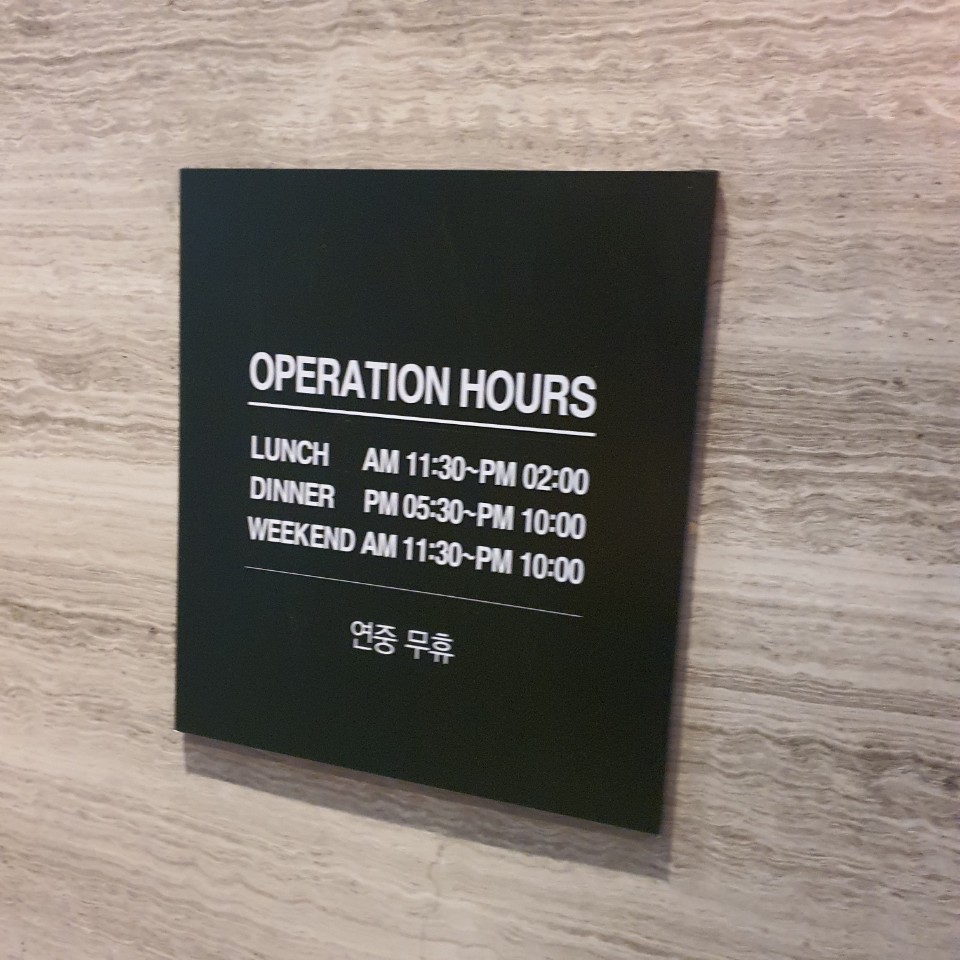 OPERATION HOURS
LUNCH AM 11:30~PM 02:00
DINNER PM 05:30~PM 10:00
WEEKEND AM 11:30~PM 10:00
연중 무휴